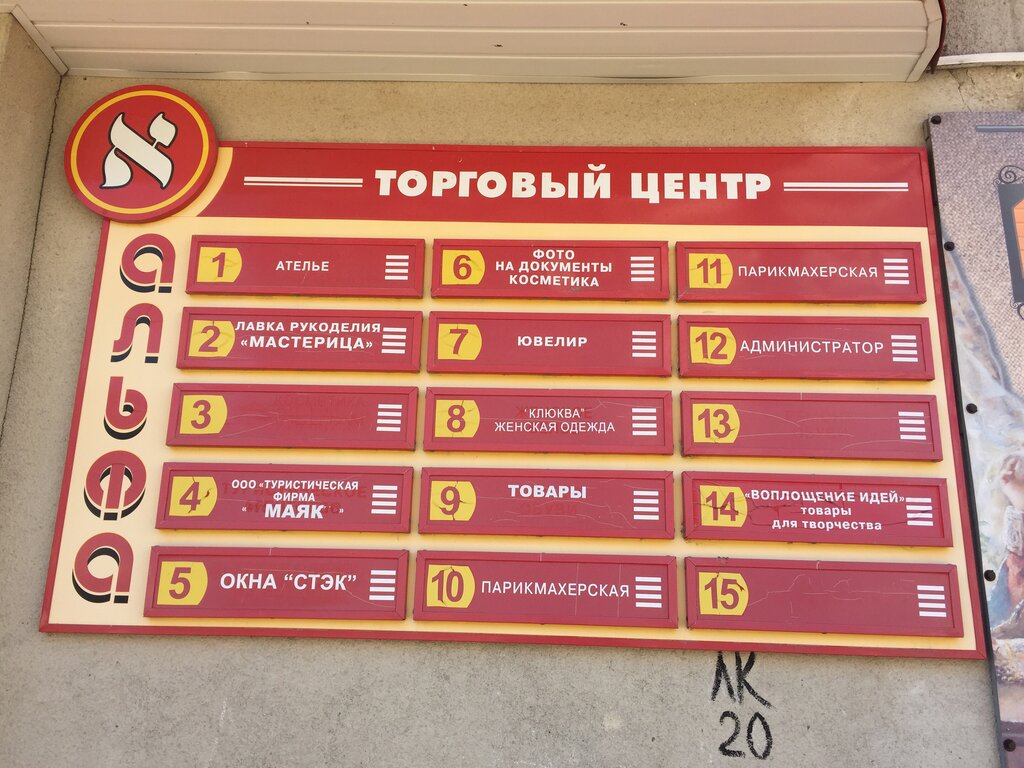 א
ТОРГОВЫЙ ЦЕНТР
альфа
1 АТЕЛЬЕ
2 ЛАВКА РУКОДЕЛИЯ
«МАСТЕРИЦА»
3
4 ООО «ТУРИСТИЧЕСКАЯ
ФИРМА
« МАЯК »
5 ОКНА “СТЭК”
6 ФОТО
НА ДОКУМЕНТЫ
КОСМЕТИКА
7 ЮВЕЛИР
8 "КЛЮКВА"
ЖЕНСКАЯ ОДЕЖДА
9 ТОВАРЫ
10 ПАРИКМАХЕРСКАЯ
11 ПАРИКМАХЕРСКАЯ
12 АДМИНИСТРАТОР
13
14 «ВОПЛОЩЕНИЕ ИДЕЙ»
товары
для творчества
15
ЛК
20